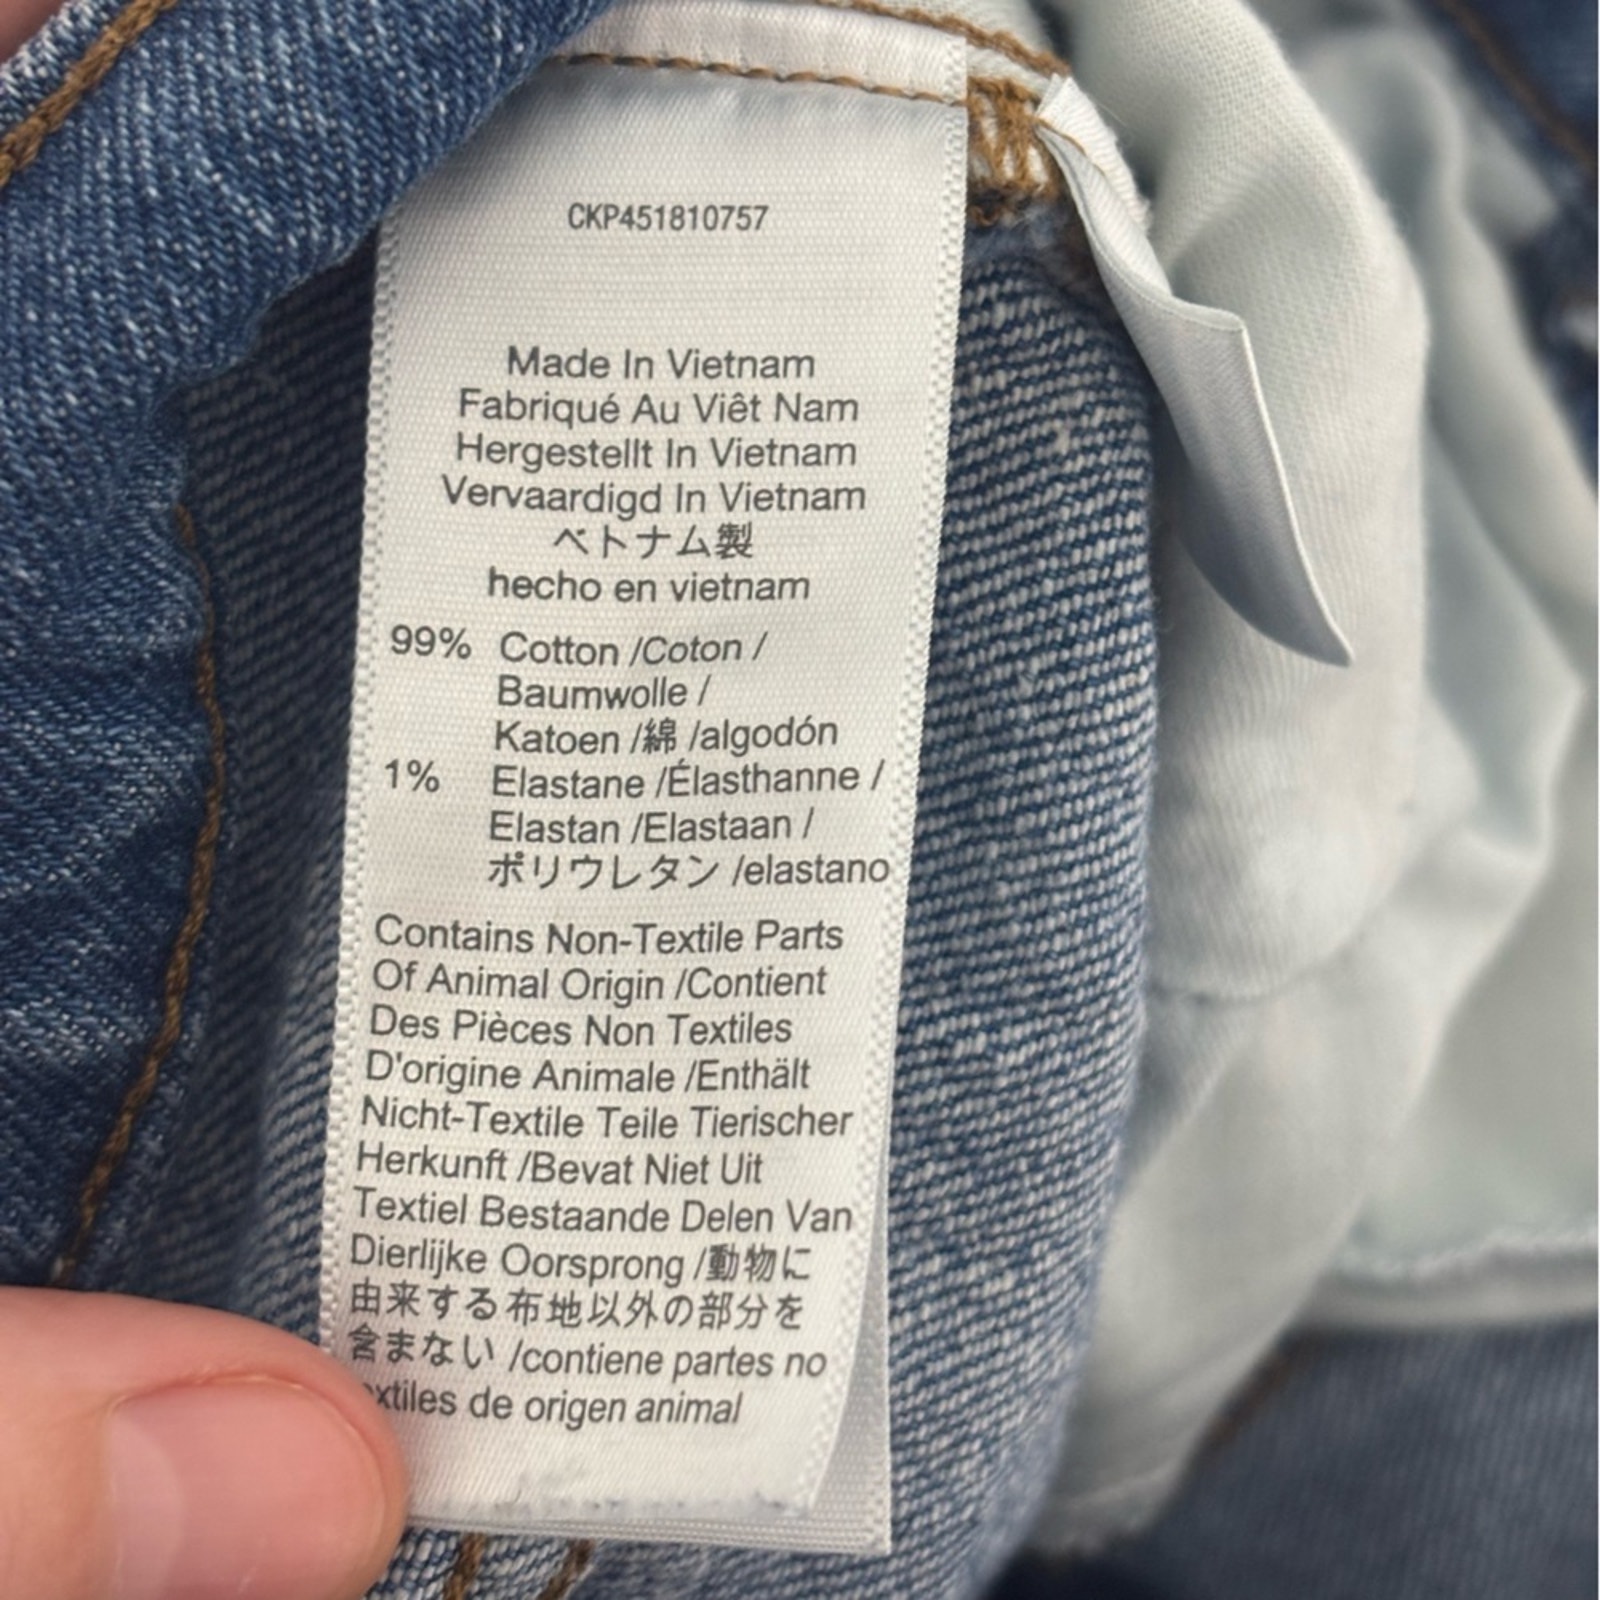 CKP451810757
Made In Vietnam
Fabriqué Au Viêt Nam
Hergestellt In Vietnam
Vervaardigd In Vietnam
ベトナム製
hecho en vietnam
99% Cotton /Coton /
Baumwolle /
Katoen /綿 /algodón
1% Elastane /Élasthanne /
Elastan /Elastaan /
ポリウレタン /elastano
Contains Non-Textile Parts
Of Animal Origin /Contient
Des Pièces Non Textiles
D'origine Animale /Enthält
Nicht-Textile Teile Tierischer
Herkunft /Bevat Niet Uit
Textiel Bestaande Delen Van
Dierlijke Oorsprong /動物に
由来する布地以外の部分を
含まない /contiene partes no
xtiles de origen animal